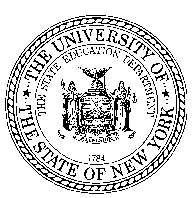 THE UNIVERSITY OF
THE STATE OF NEW YORK
THE STATE EDUCATION DEPARTMENT
1784